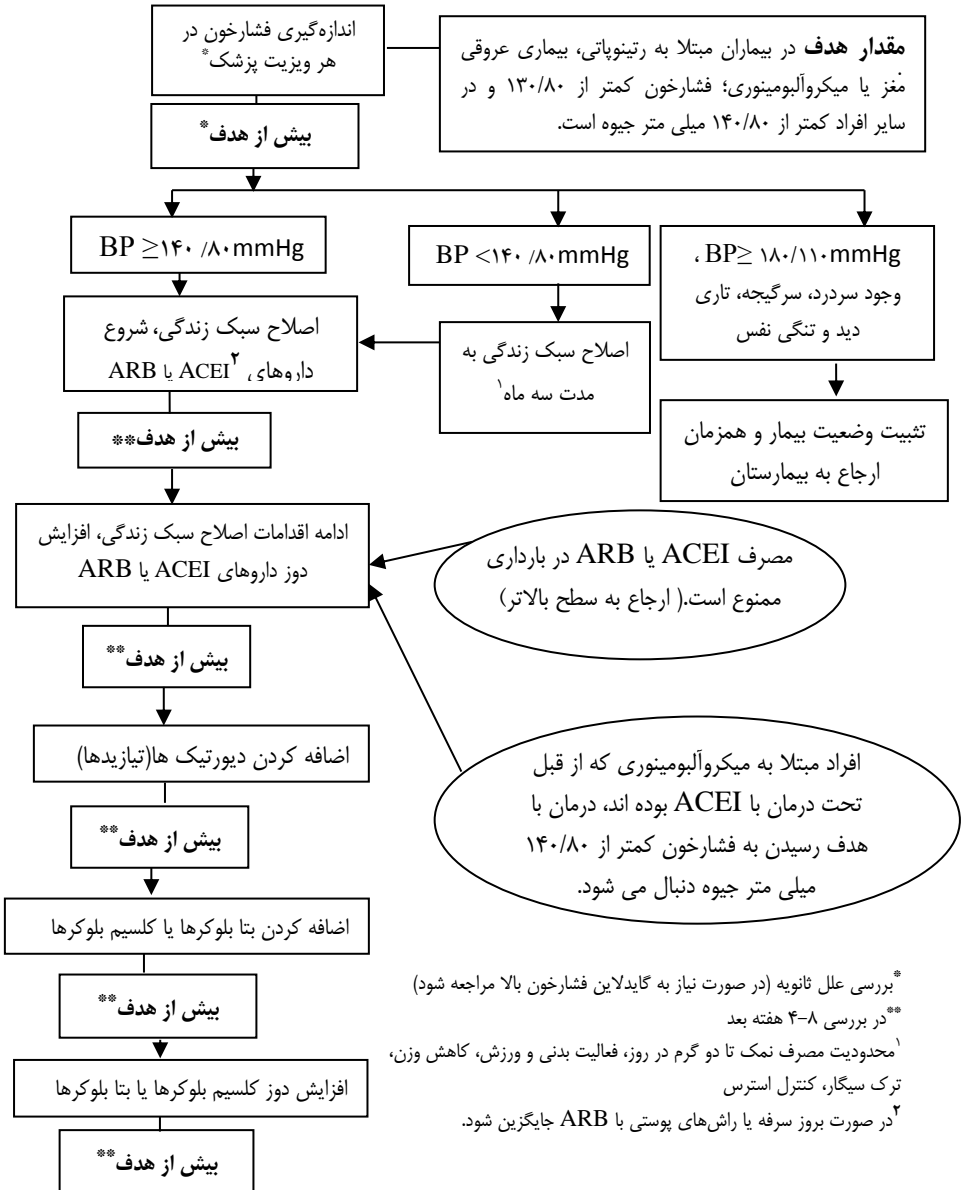 اندازه‌گیری فشارخون در
هر ویزیت پزشک*
مقدار هدف در بیماران مبتلا به رتینوپاتی، بیماری عروقی
مغز یا میکروآلبومینوری؛ فشارخون کمتر از ۱۳۰/۸۰ و در
سایر افراد کمتر از ۱۴۰/۸۰ میلی متر جیوه است.
بیش از هدف*
BP ≥۱۴۰ /۸۰mmHg
BP <۱۴۰ /۸۰mmHg
BP≥ ۱۸۰/۱۱۰mmHg ،
وجود سردرد، سرگیجه، تاری
دید و تنگی نفس
اصلاح سبک زندگی، شروع
داروهای ACEI۲ یا ARB
اصلاح سبک زندگی به
مدت سه ماه۱
تثبیت وضعیت بیمار و همزمان
ارجاع به بیمارستان
بیش از هدف**
ادامه اقدامات اصلاح سبک زندگی، افزایش
دوز داروهای ACEI یا ARB
مصرف ACEI یا ARB در بارداری
ممنوع است.( ارجاع به سطح بالاتر)
بیش از هدف**
اضافه کردن دیورتیک ها(تیازیدها)
افراد مبتلا به میکروآلبومینوری که از قبل
تحت درمان با ACEI بوده اند، درمان با
هدف رسیدن به فشارخون کمتر از ۱۴۰/۸۰
میلی متر جیوه دنبال می شود.
بیش از هدف**
اضافه کردن بتا بلوکرها یا کلسیم بلوکرها
بیش از هدف**
افزایش دوز کلسیم بلوکرها یا بتا بلوکرها
بیش از هدف**
*بررسی علل ثانویه (در صورت نیاز به گایدلاین فشارخون بالا مراجعه شود)
**در بررسی ۸-۴ هفته بعد
۱محدودیت مصرف نمک تا دو گرم در روز، فعالیت بدنی و ورزش، کاهش وزن،
ترک سیگار، کنترل استرس
۲در صورت بروز سرفه یا راش‌های پوستی با ARB جایگزین شود.